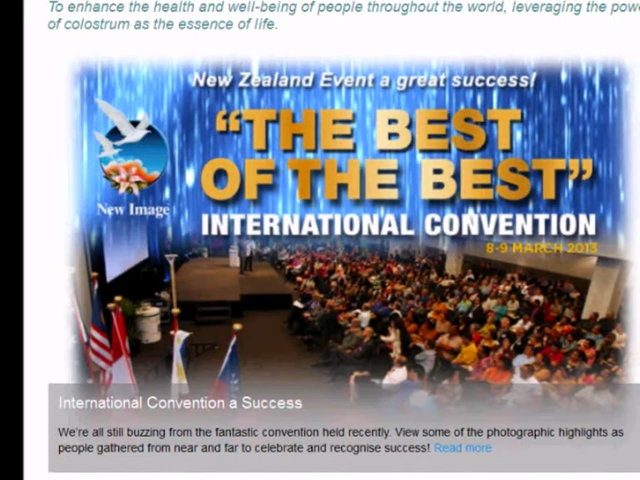 To enhance the health and well-being of people throughout the world, leveraging the powe
of colostrum as the essence of life.
New Zealand Event a great success!
“THE BEST
OF THE BEST”
New Image
INTERNATIONAL CONVENTION
8-9 MARCH 2013
International Convention a Success
We're all still buzzing from the fantastic convention held recently. View some of the photographic highlights as
people gathered from near and far to celebrate and recognise success! Read more